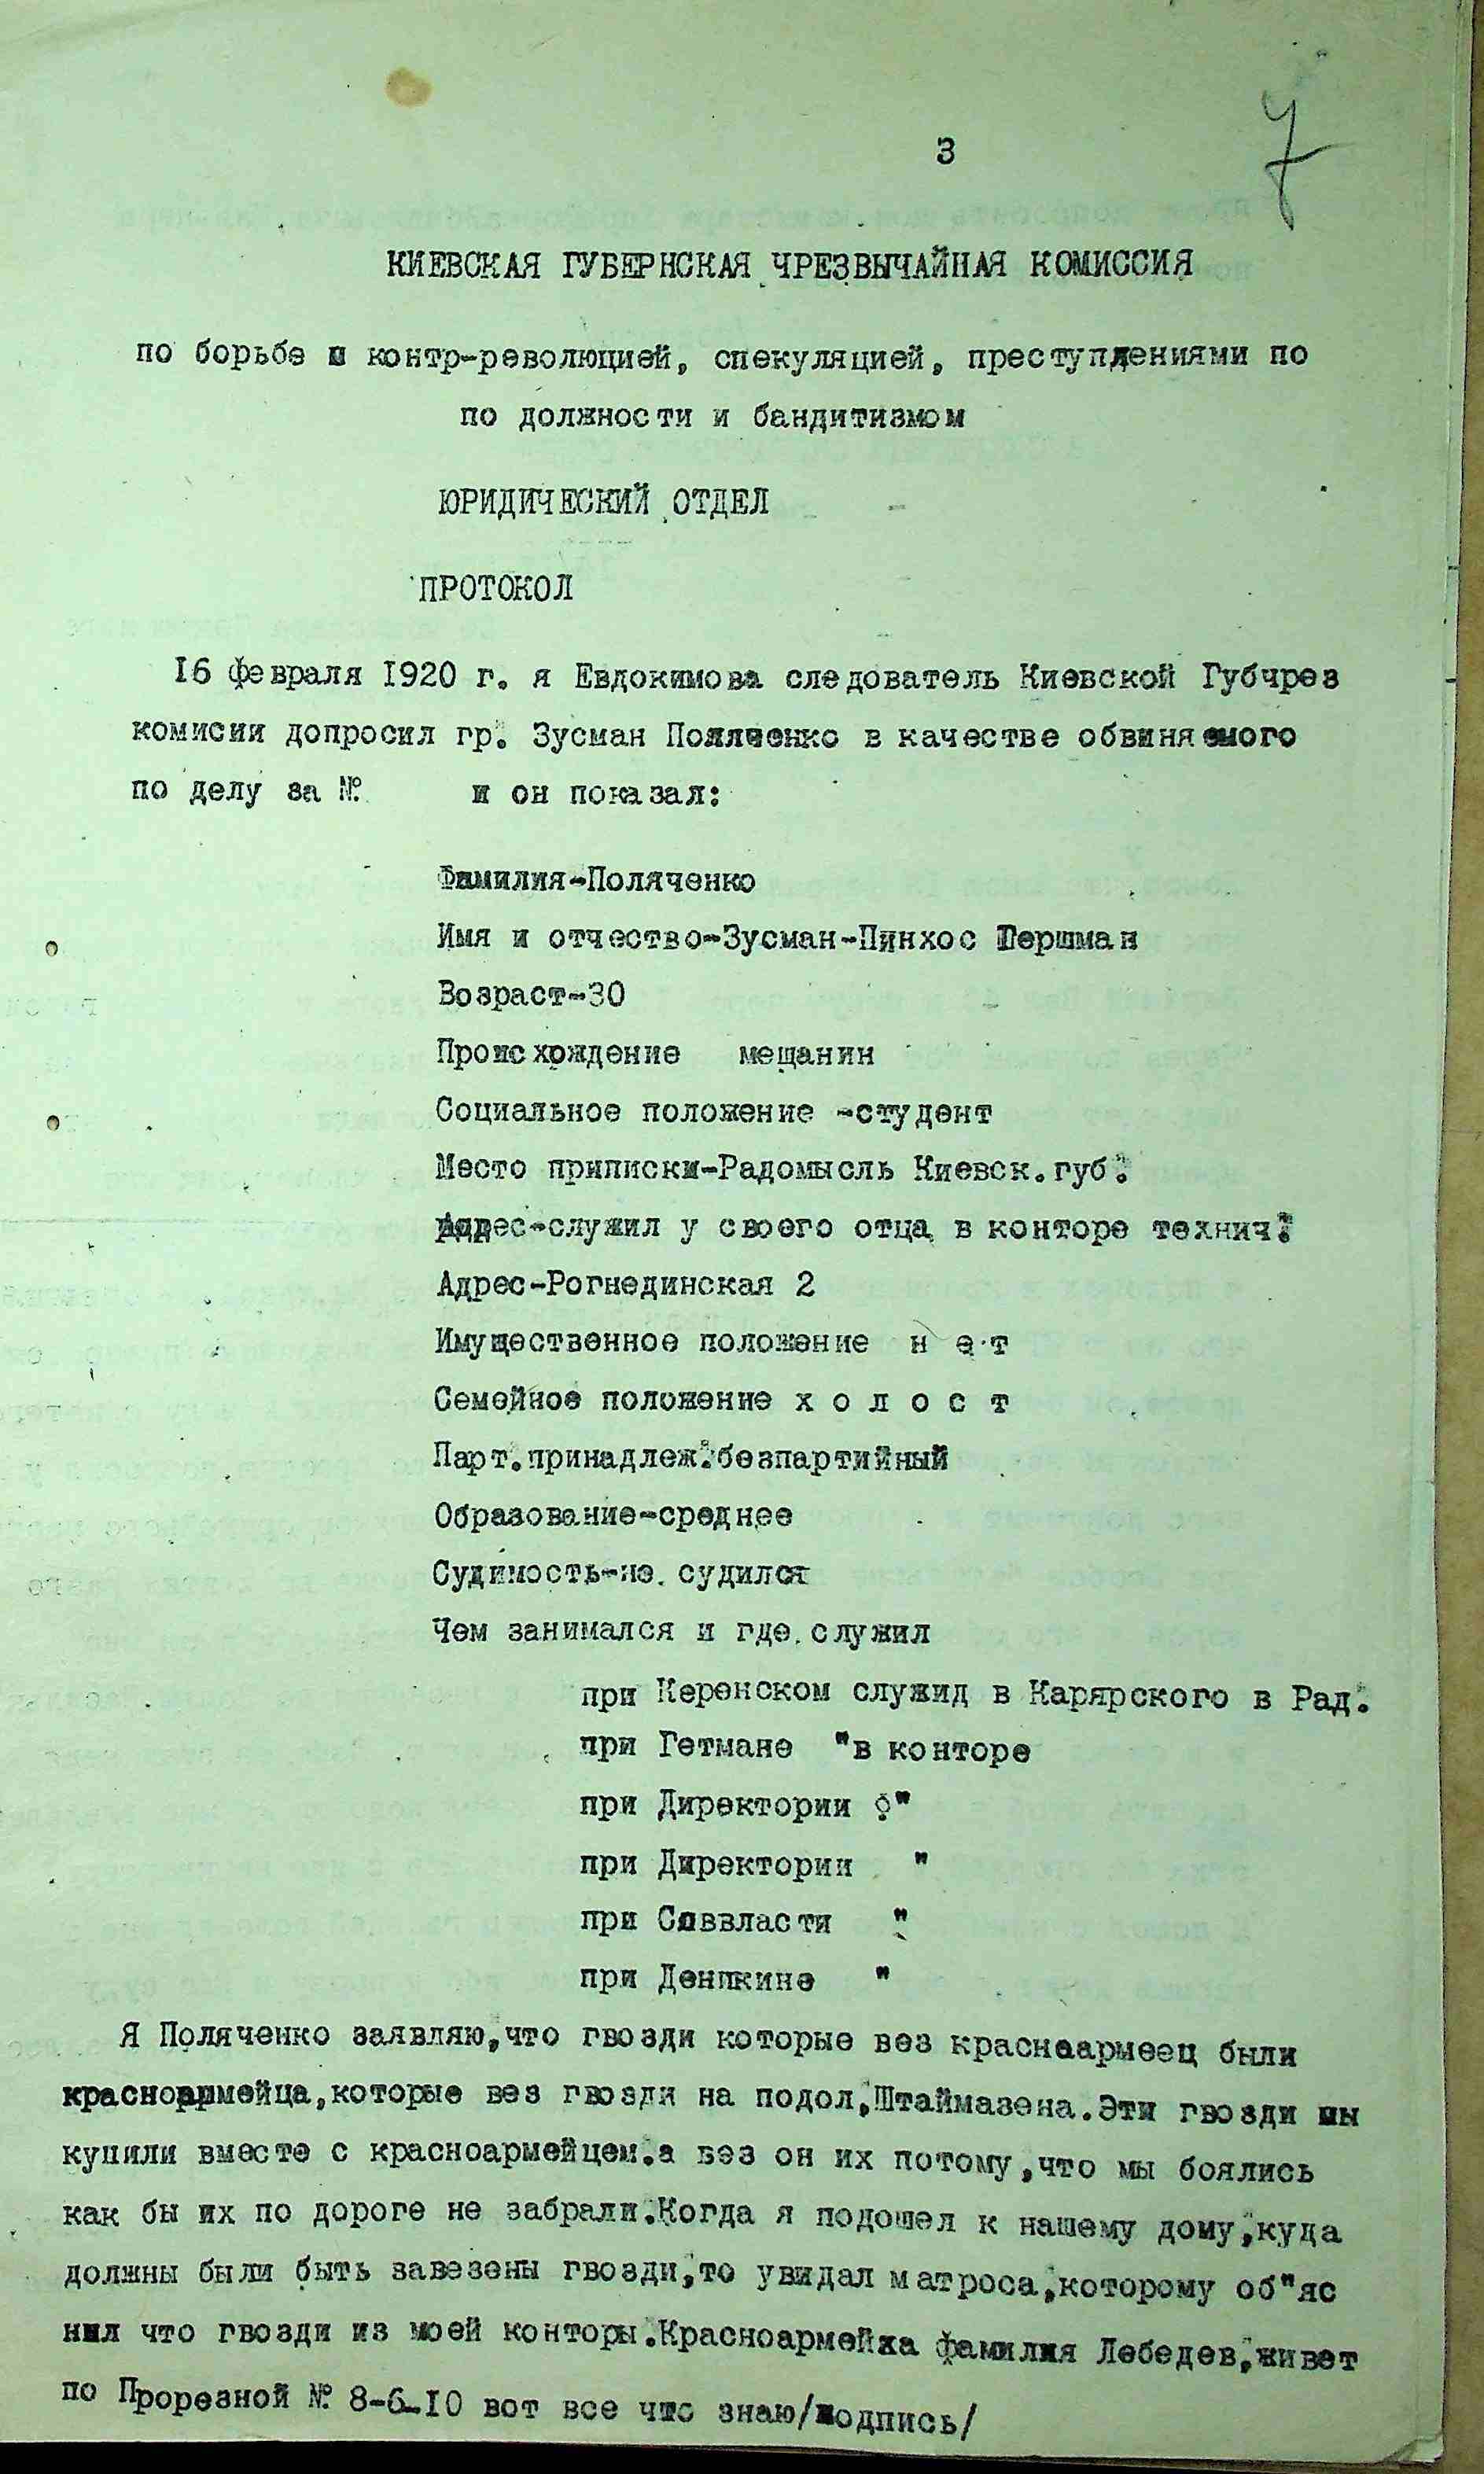 7
3
КИЕВСКАЯ ГУБЕРНСКАЯ ЧРЕЗВЫЧАЙНАЯ КОМИССИЯ
по борьбе с контр-революцией, спекуляцией, преступлениями по
по должности и бандитизмом
ЮРИДИЧЕСКИЙ ОТДЕЛ
ПРОТОКОЛ
16 февраля 1920 г. я Евдокимова следователь Киевской Губчрез
комисии допросил гр. Зусман Поляченко в качестве обвиняемого
по делу за № и он показал:
Фамилия-Поляченко
Имя и отчество-Зусман-Пинхос Гершман
Возраст-30
Происхождение мещанин
Социальное положение -студент
Место приписки-Радомысль Киевск.губ.
Адрес-служил у своего отца в конторе технич.
Адрес-Рогнединская 2
Имущественное положение н е т
Семейное положение х о л о с т
Парт.принадлеж.безпартийный
Образование-среднее
Судимость-не судился
Чем занимался и где служил
при Керенском служид в Карярского в Рад.
при Гетмане "в конторе
при Директории "
при Директории "
при Соввласти "
при Деникине "
Я Поляченко заявляю,что гвозди которые вез краснаармеец были
красноармейца,которые вез гвозди на подол,Штаймазена.Эти гвозди мы
купили вместе с красноармейцем.а вез он их потому,что мы боялись
как бы их по дороге не забрали.Когда я подошел к нашему дому,куда
должны были быть завезены гвозди,то увидал матроса,которому об"яс
нил что гвозди из моей конторы.Красноармейка фамилия Лебедев,живет
по Прорезной № 8-6-10 вот все что знаю/подпись/